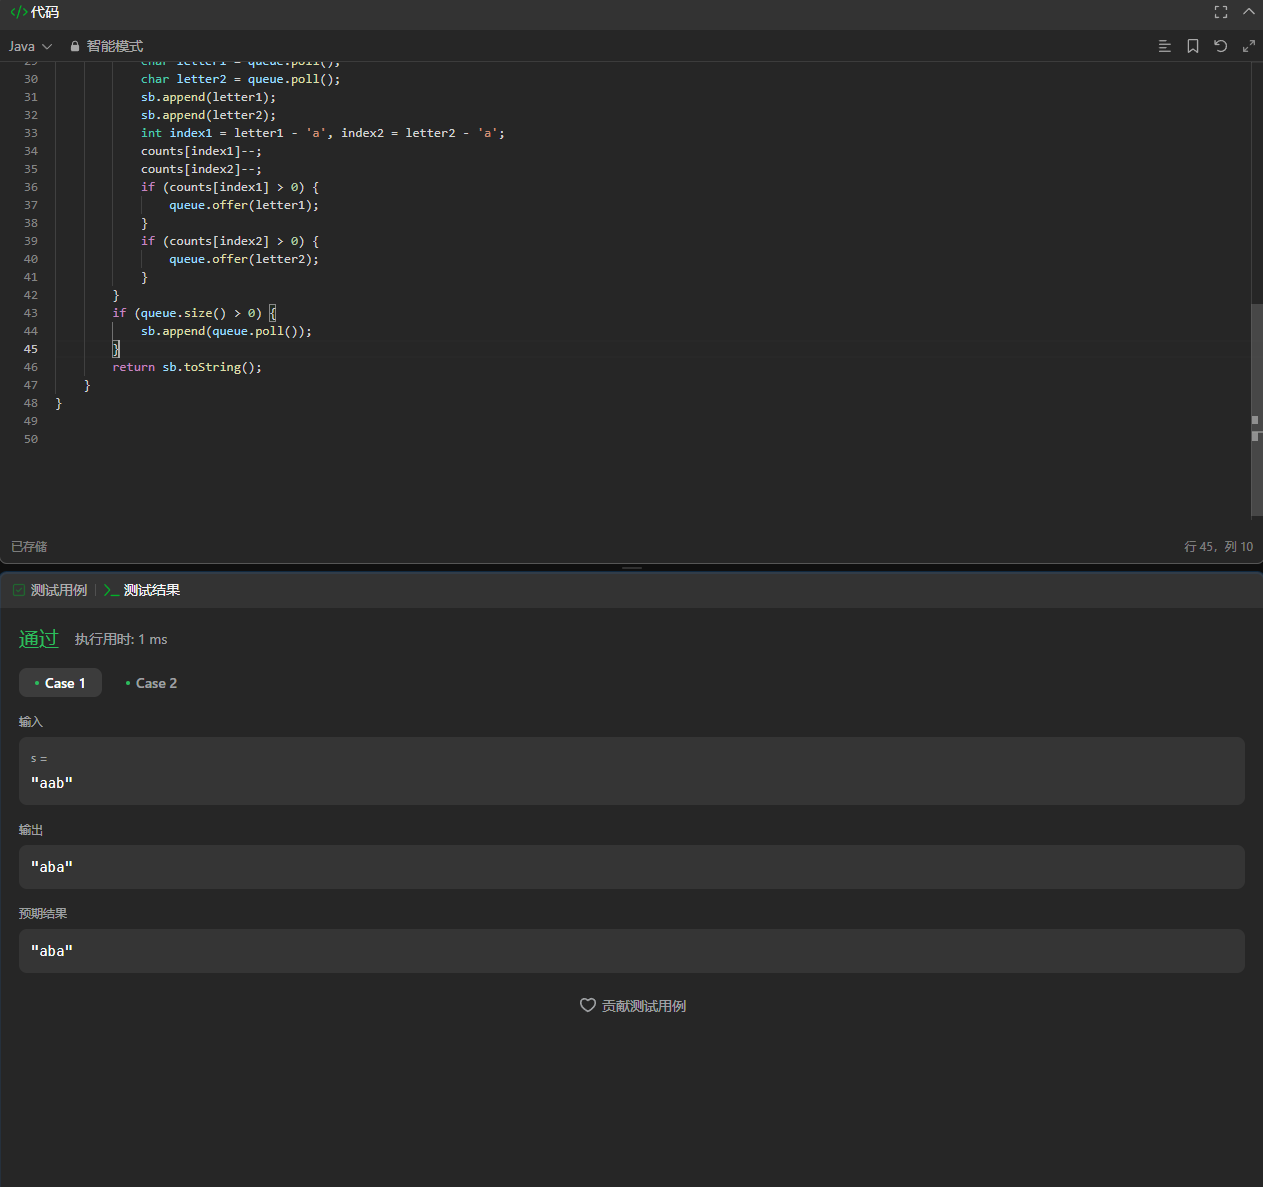 </> 代码
Java 智能模式
29 char letter1 = queue.poll();
30 char letter2 = queue.poll();
31 sb.append(letter1);
32 sb.append(letter2);
33 int index1 = letter1 - 'a', index2 = letter2 - 'a';
34 counts[index1]--;
35 counts[index2]--;
36 if (counts[index1] > 0) {
37 queue.offer(letter1);
38 }
39 if (counts[index2] > 0) {
40 queue.offer(letter2);
41 }
42 }
43 if (queue.size() > 0) {
44 sb.append(queue.poll());
45 }
46 return sb.toString();
47 }
48 }
49
50
已存储 行 45, 列 10
测试用例 | >_ 测试结果
通过 执行用时: 1 ms
• Case 1 • Case 2
输入
s =
"aab"
输出
"aba"
预期结果
"aba"
贡献测试用例